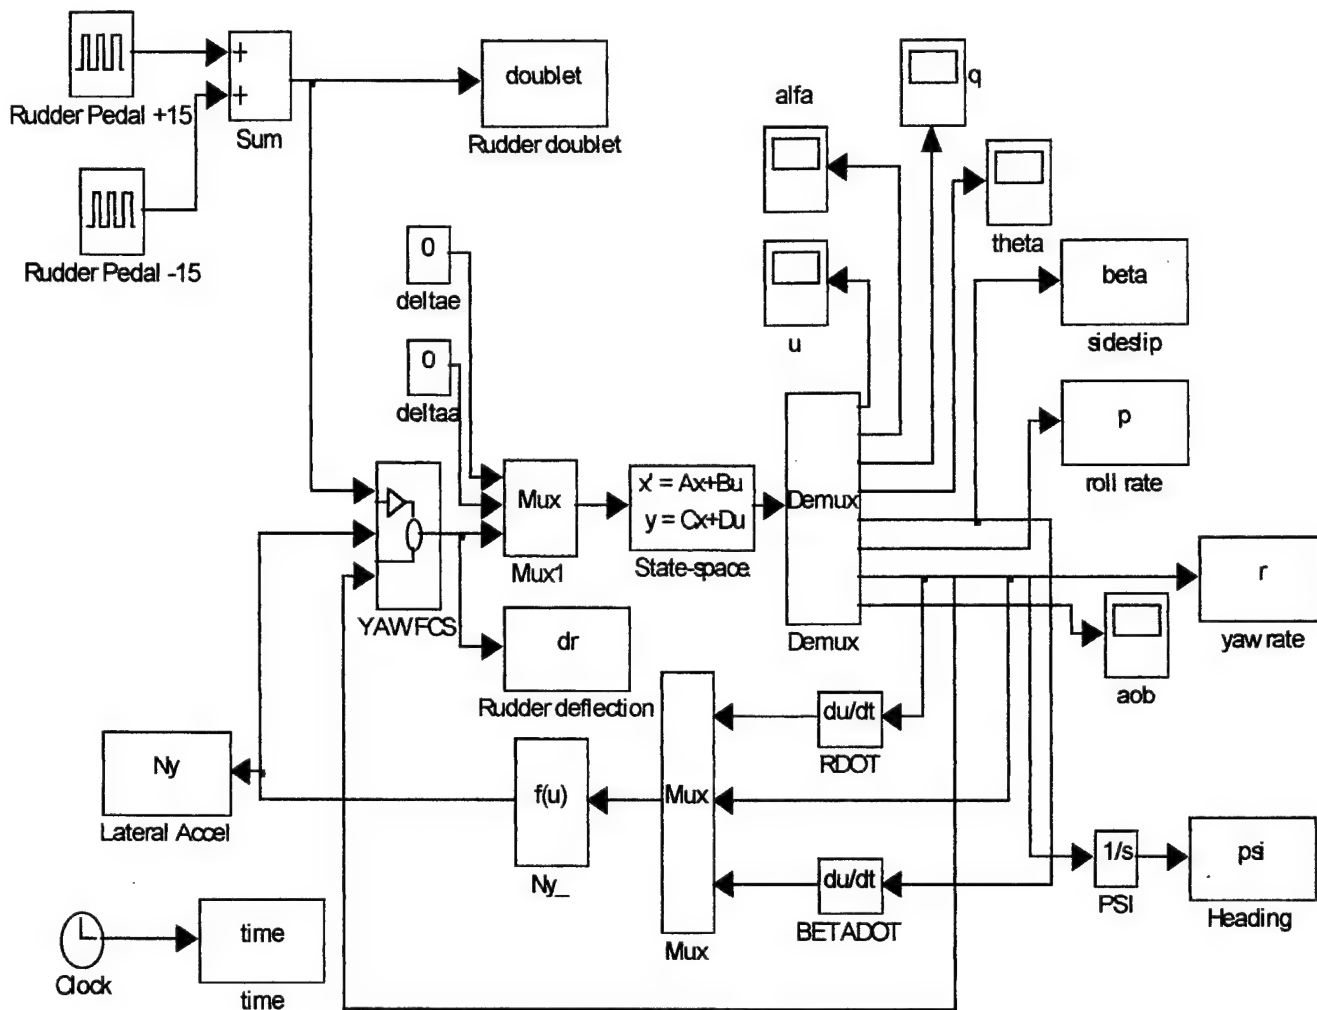 Rudder Pedal +15
+
+
Sum
doublet
Rudder doublet
Rudder Pedal -15
alfa
q
theta
u
beta
sideslip
p
roll rate
0
deltae
0
deltaa
YAWFCS
Mux
Mux1
x' = Ax+Bu
y = Cx+Du
State-space
Demux
Demux
r
yaw rate
aob
dr
Rudder deflection
du/dt
RDOT
Ny
Lateral Accel
f(u)
Ny_
Mux
Mux
du/dt
BETADOT
1/s
PSI
psi
Heading
Clock
time
time